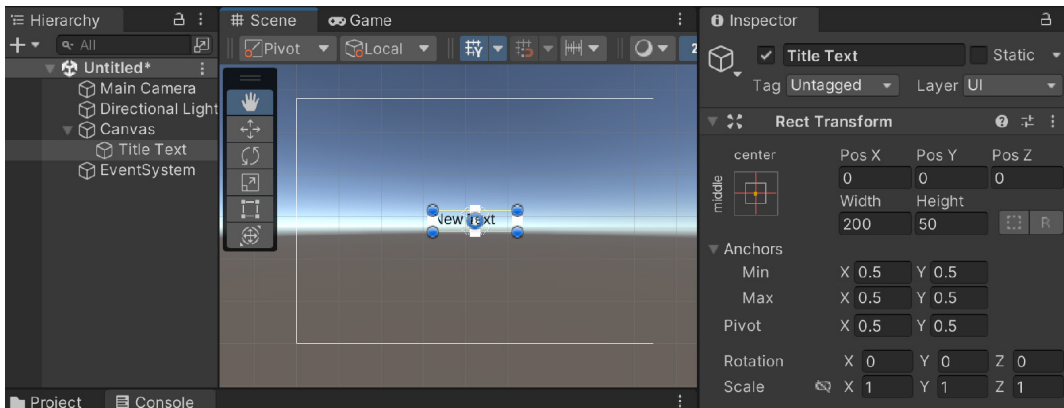 Hierarchy
All
Untitled*
Main Camera
Directional Light
Canvas
Title Text
EventSystem
Project Console
Scene Game
Pivot Local 2
New Text
Inspector
Title Text Static
Tag Untagged Layer UI
Rect Transform
center Pos X Pos Y Pos Z
middle 0 0 0
Width Height
200 50 R
Anchors
Min X 0.5 Y 0.5
Max X 0.5 Y 0.5
Pivot X 0.5 Y 0.5
Rotation X 0 Y 0 Z 0
Scale X 1 Y 1 Z 1